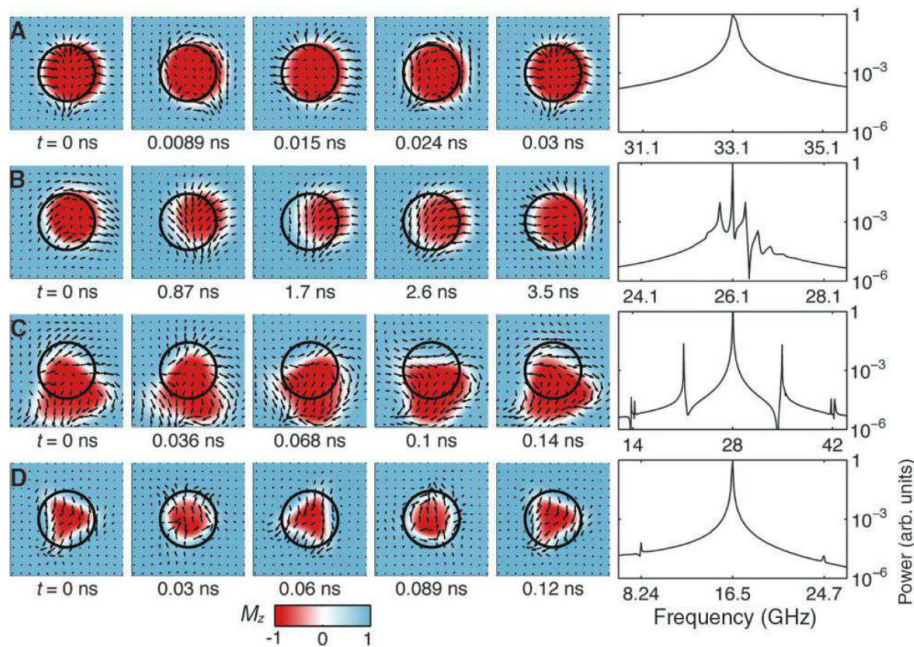 A
t = 0 ns 0.0089 ns 0.015 ns 0.024 ns 0.03 ns
1
10-3
10-6
31.1 33.1 35.1
B
t = 0 ns 0.87 ns 1.7 ns 2.6 ns 3.5 ns
1
10-3
10-6
24.1 26.1 28.1
C
t = 0 ns 0.036 ns 0.068 ns 0.1 ns 0.14 ns
1
10-3
10-6
14 28 42
D
t = 0 ns 0.03 ns 0.06 ns 0.089 ns 0.12 ns
1
10-3
10-6
8.24 16.5 24.7
Frequency (GHz)
Power (arb. units)
Mz
-1 0 1